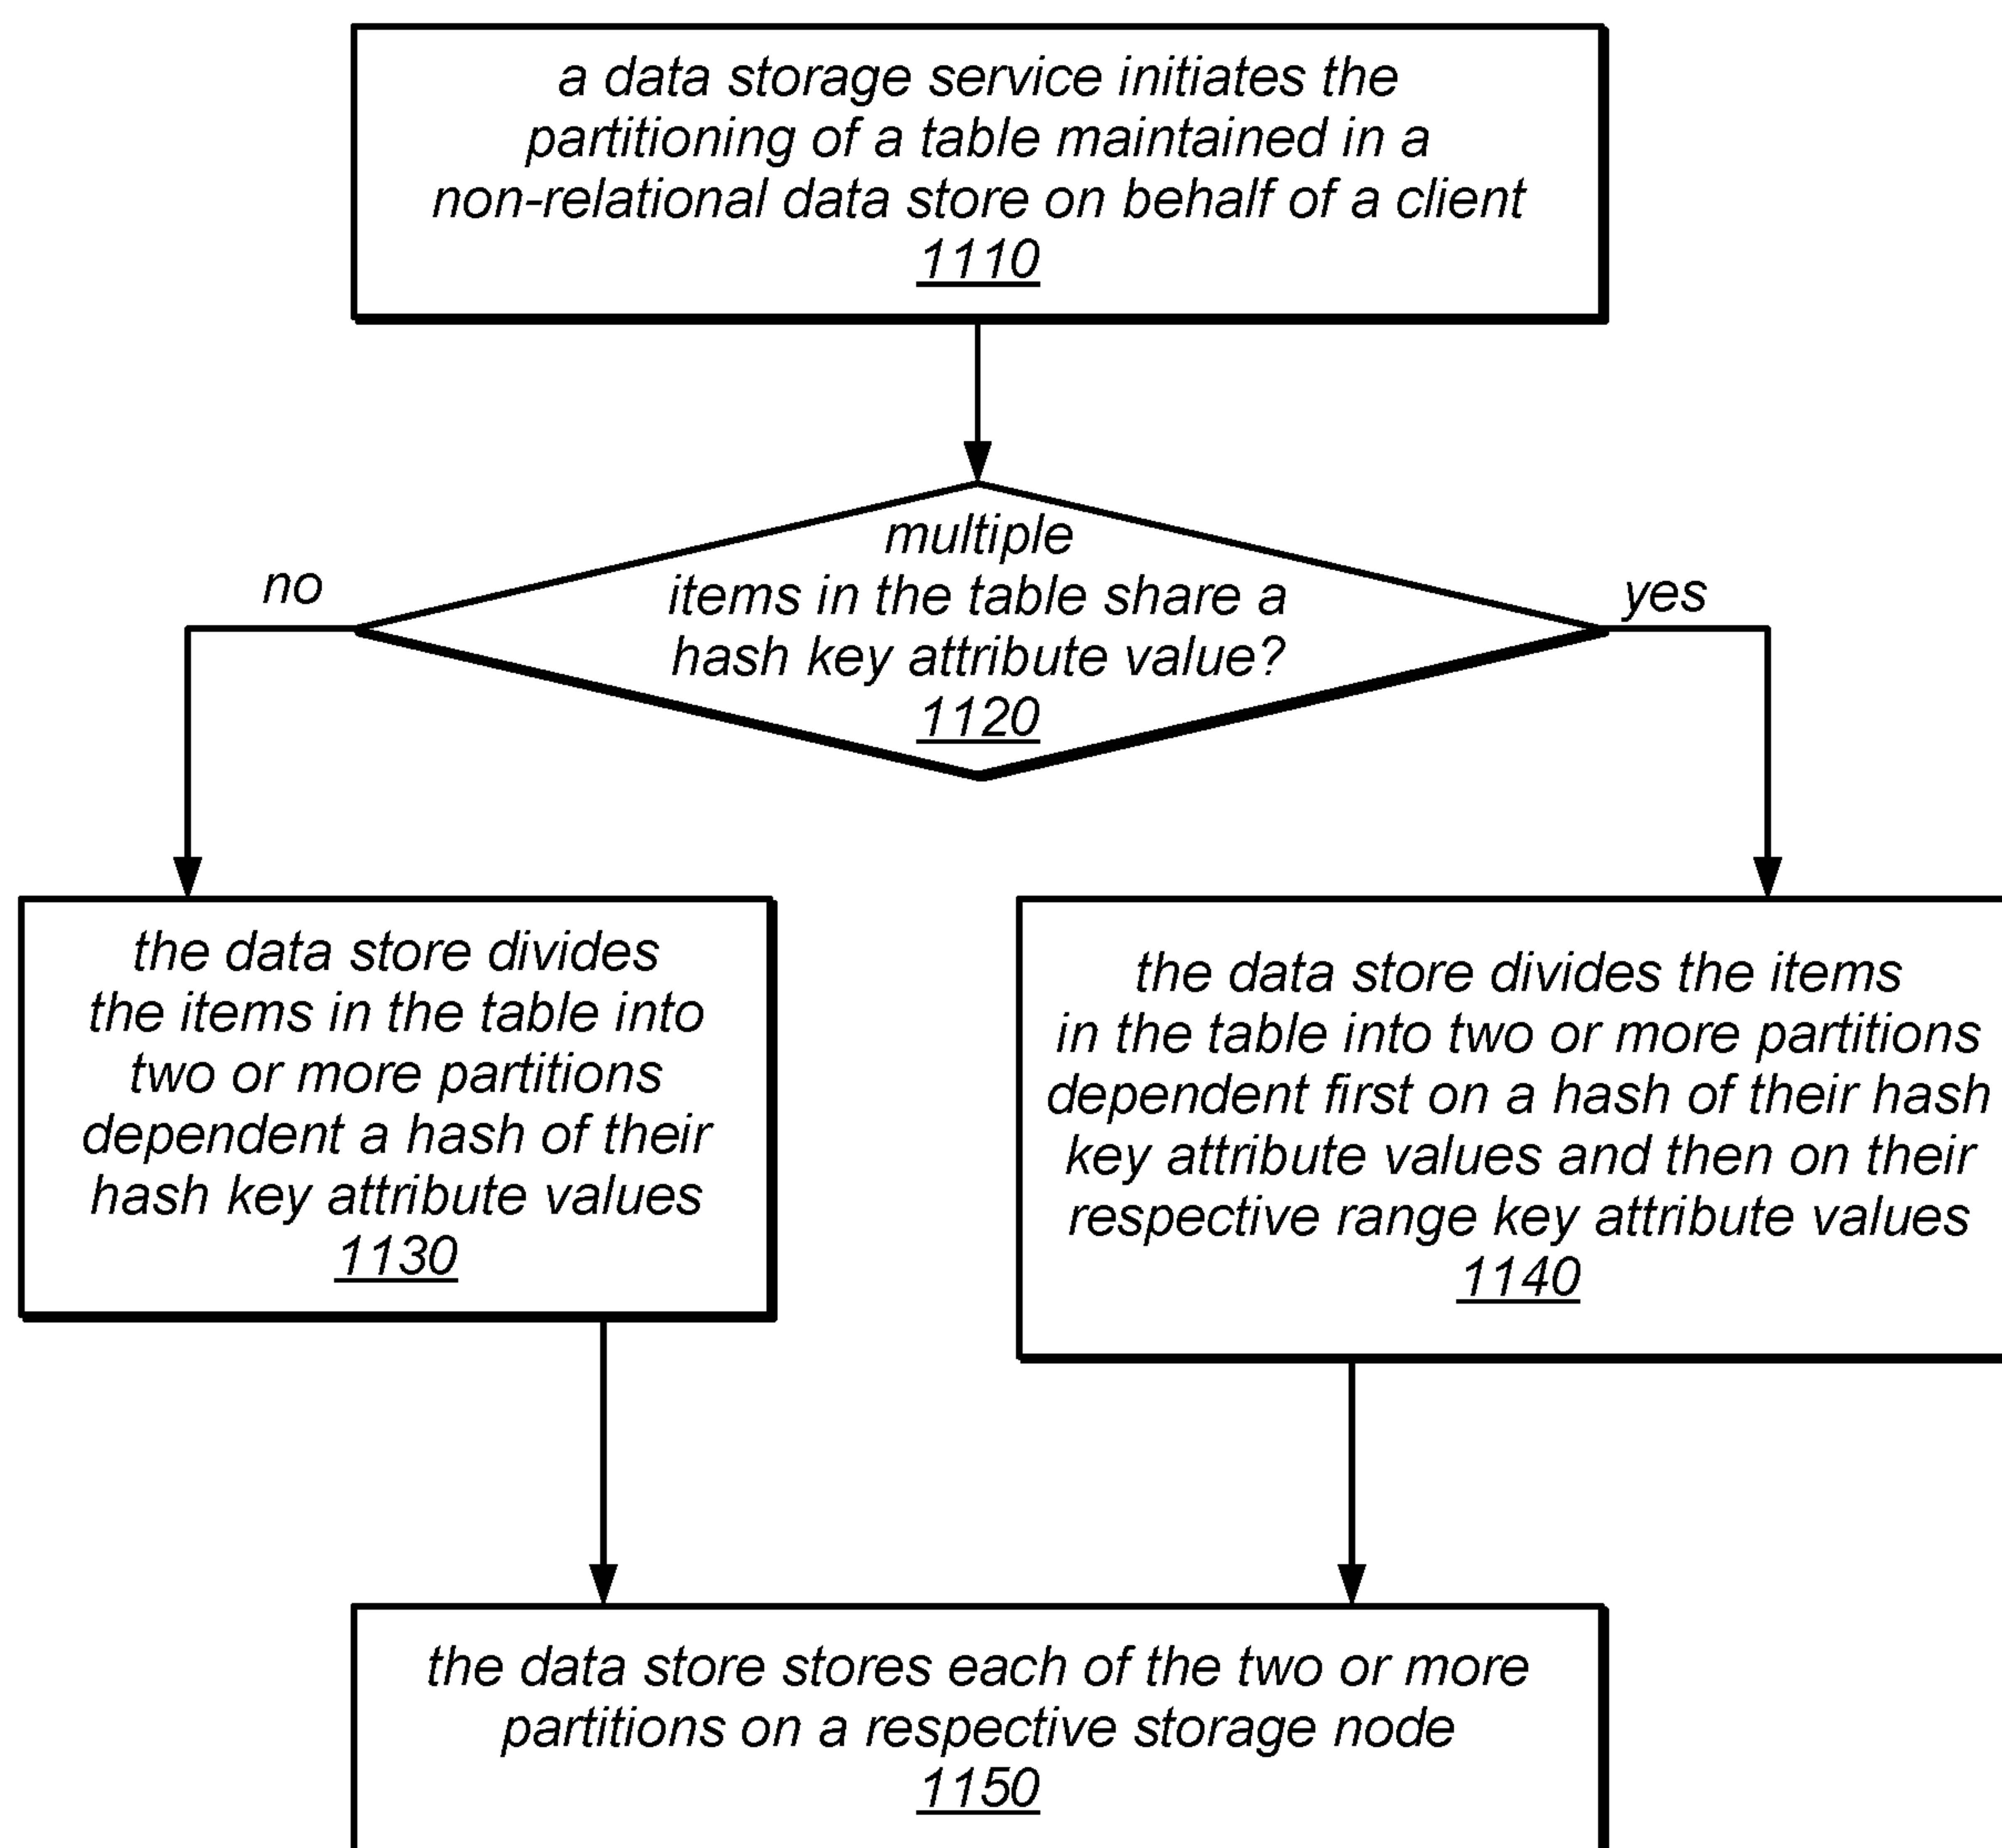 a data storage service initiates the
partitioning of a table maintained in a
non-relational data store on behalf of a client
1110
multiple
items in the table share a
hash key attribute value?
1120
no
yes
the data store divides
the items in the table into
two or more partitions
dependent a hash of their
hash key attribute values
1130
the data store divides the items
in the table into two or more partitions
dependent first on a hash of their hash
key attribute values and then on their
respective range key attribute values
1140
the data store stores each of the two or more
partitions on a respective storage node
1150